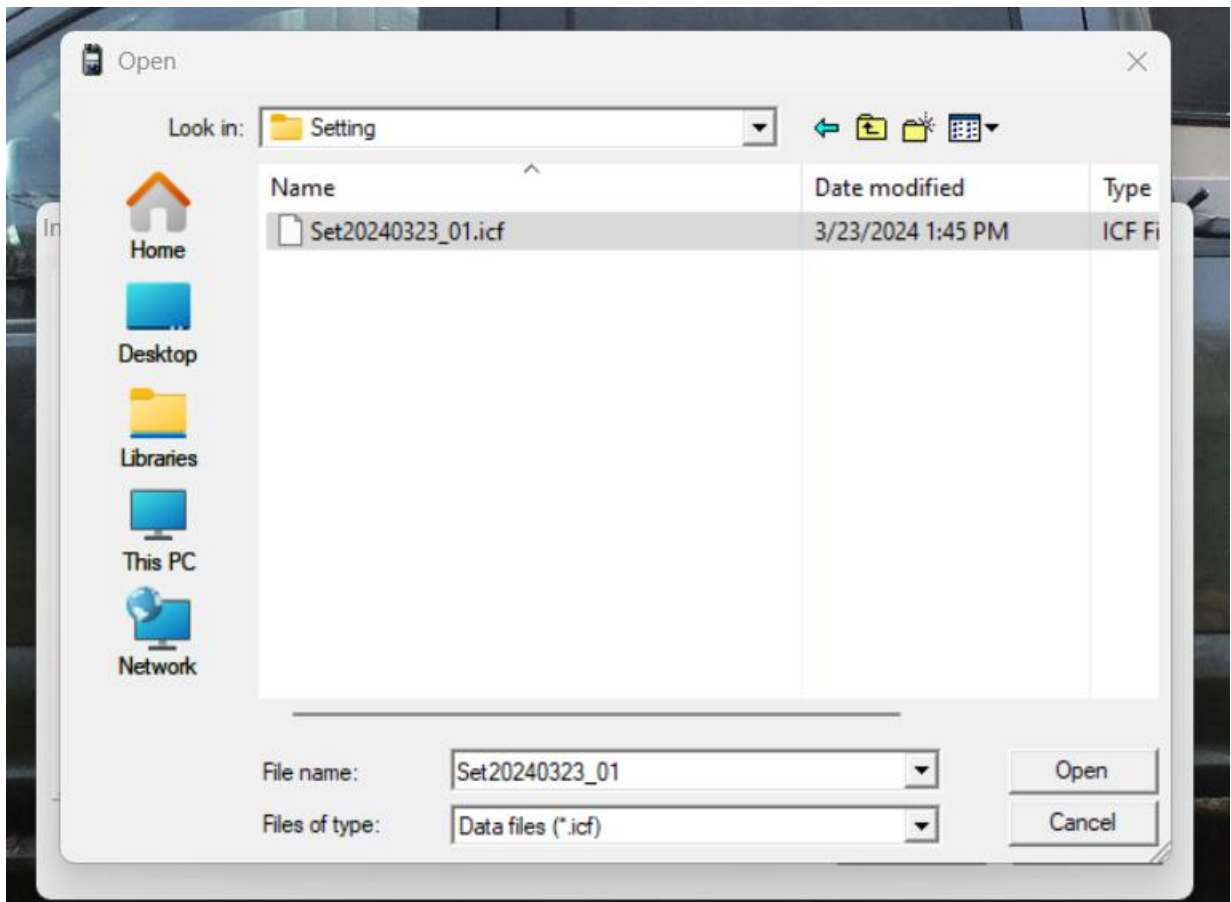 Open
Look in:
Setting
Name
Date modified
Type
In
Set20240323_01.icf
3/23/2024 1:45 PM
ICF Fi
Home
Desktop
Libraries
This PC
Network
File name:
Set20240323_01
Open
Files of type:
Data files (*.icf)
Cancel